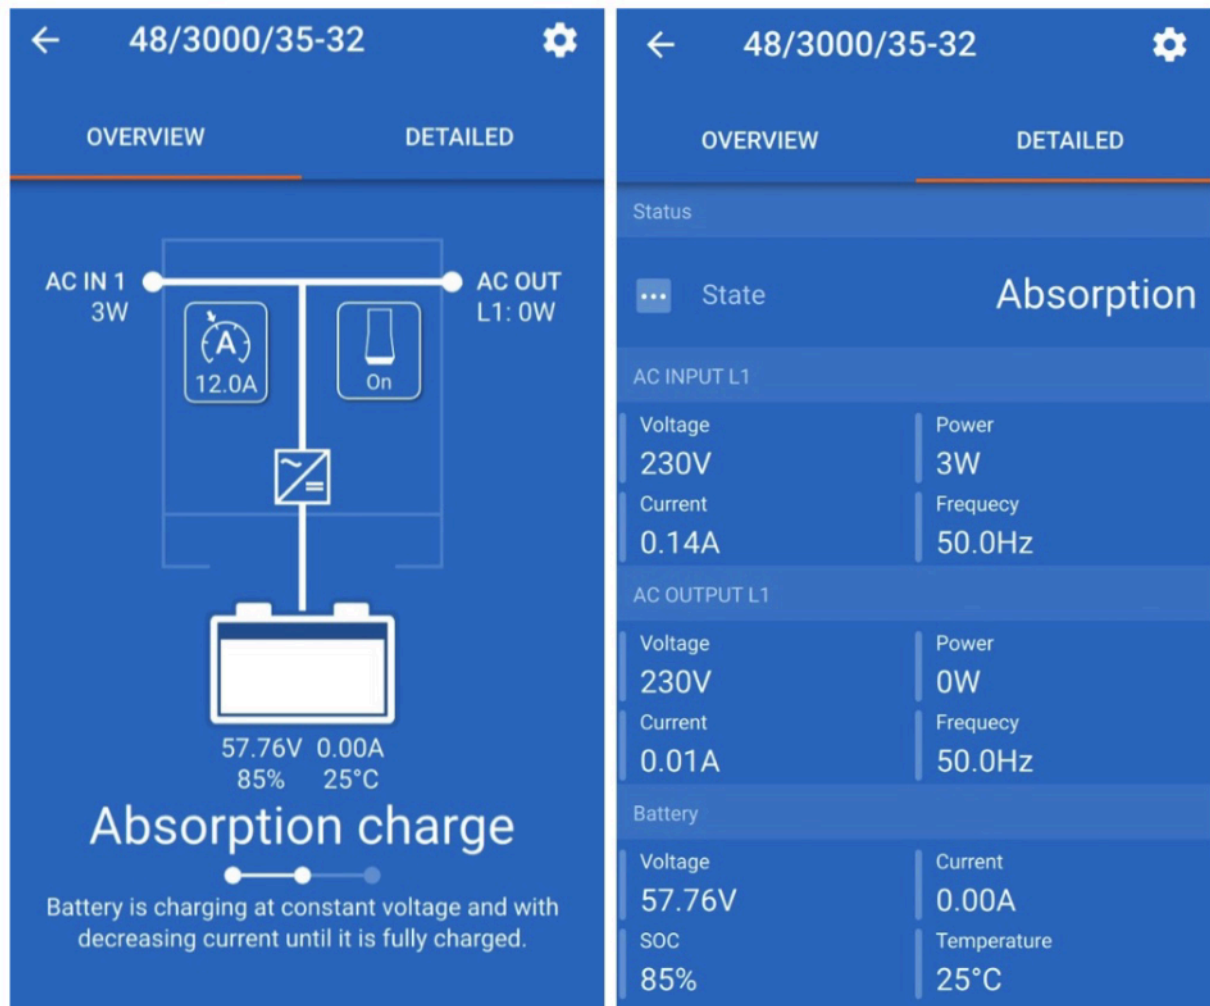 48/3000/35-32
OVERVIEW DETAILED
AC IN 1
3W
AC OUT
L1: 0W
A
12.0A
On
57.76V 0.00A
85% 25°C
Absorption charge
Battery is charging at constant voltage and with
decreasing current until it is fully charged.
48/3000/35-32
OVERVIEW DETAILED
Status
State Absorption
AC INPUT L1
Voltage Power
230V 3W
Current Frequecy
0.14A 50.0Hz
AC OUTPUT L1
Voltage Power
230V 0W
Current Frequecy
0.01A 50.0Hz
Battery
Voltage Current
57.76V 0.00A
SOC Temperature
85% 25°C